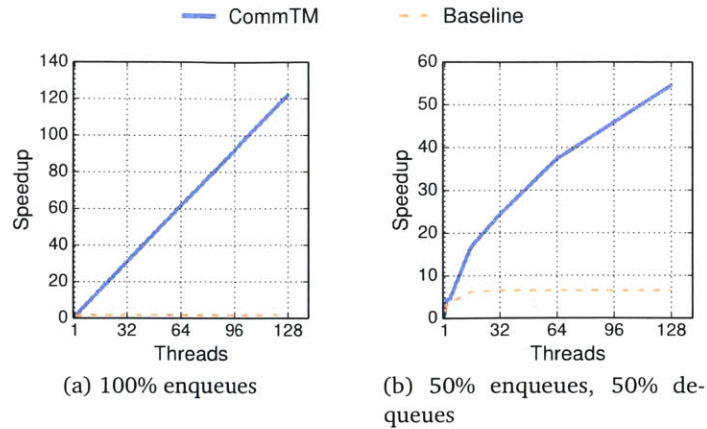 CommTM
Baseline
140
120
100
80
60
40
20
0
Speedup
1
32
64
96
128
Threads
(a) 100% enqueues
60
50
40
30
20
10
0
Speedup
1
32
64
96
128
Threads
(b) 50% enqueues, 50% de-
queues